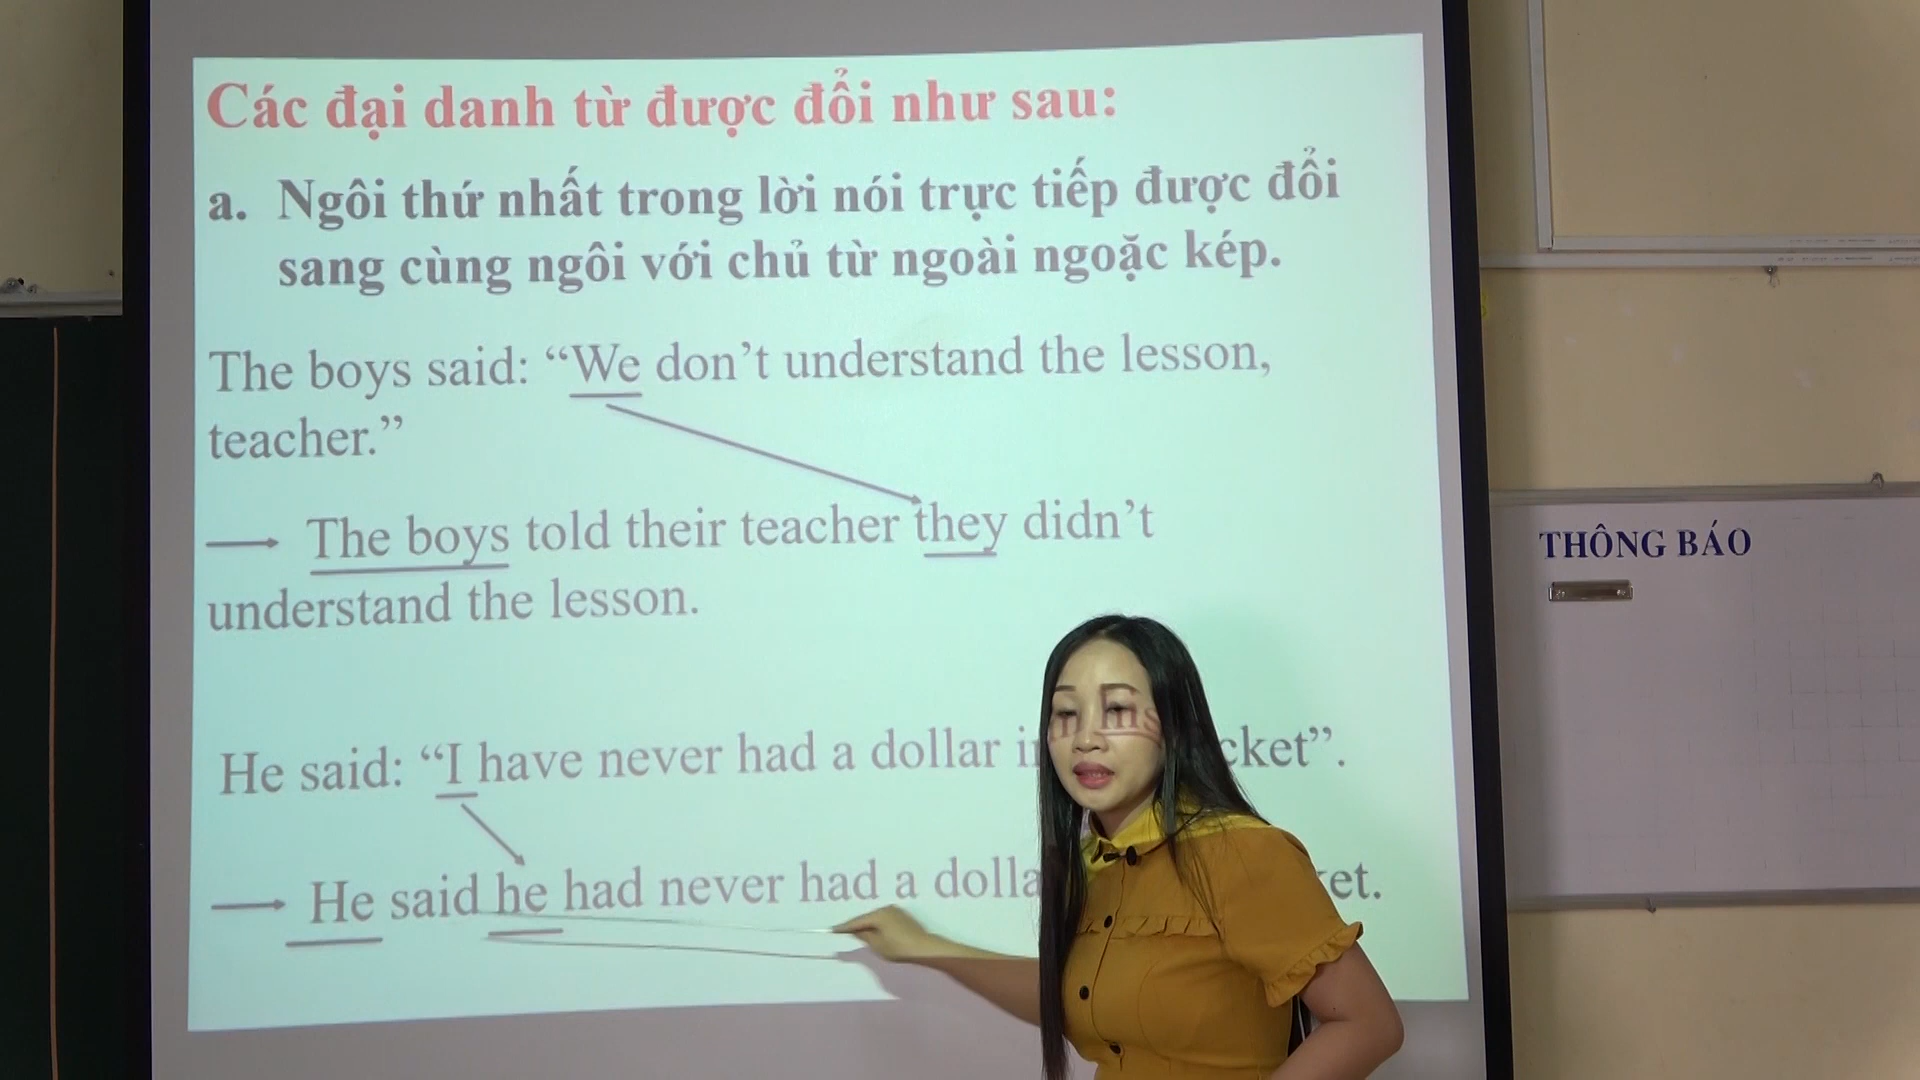 Các đại danh từ được đổi như sau:
a. Ngôi thứ nhất trong lời nói trực tiếp được đổi
sang cùng ngôi với chủ từ ngoài ngoặc kép.
The boys said: “We don’t understand the lesson,
teacher.”
The boys told their teacher they didn’t
understand the lesson.
He said: “I have never had a dollar
He said he had never had a
THÔNG BÁO